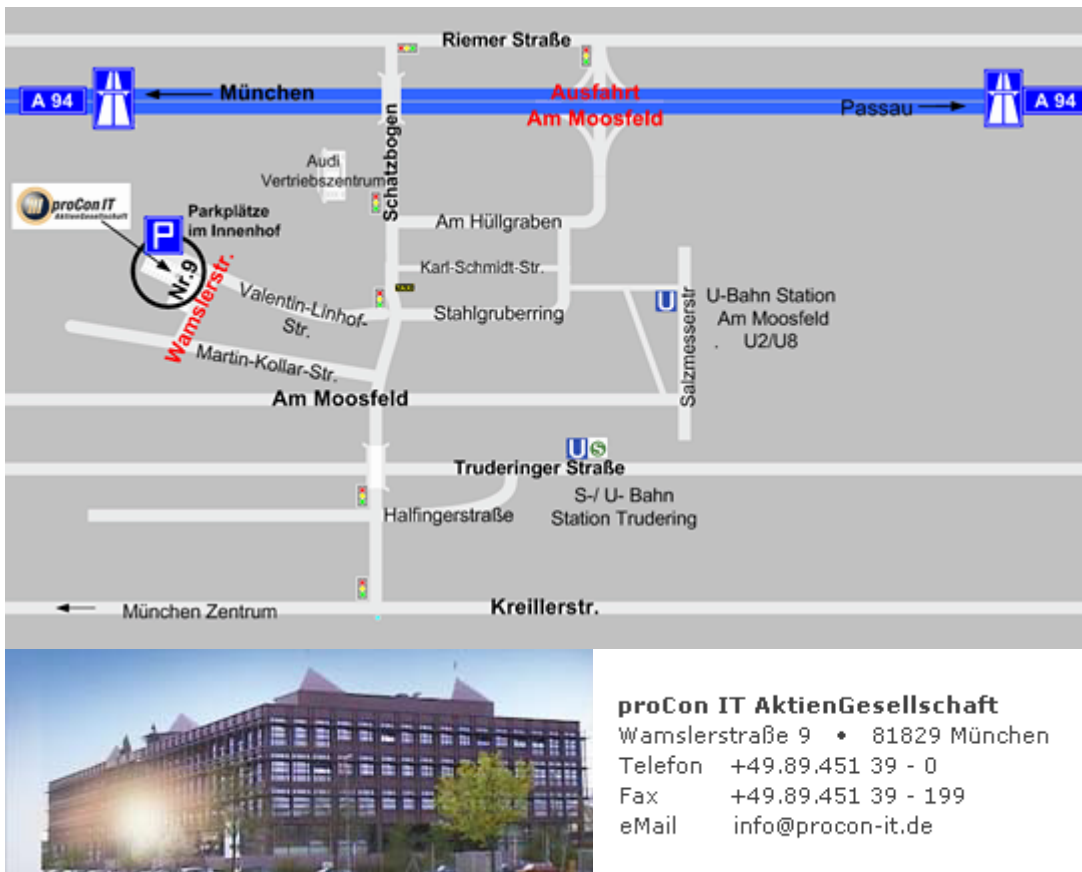 Riemer Straße
A 94
München
Ausfahrt
Am Moosfeld
Passau
A 94
Schatzbogen
Audi
Vertriebszentrum
proCon IT
AktienGesellschaft
P
Parkplätze
im Innenhof
Am Hüllgraben
Nr.9
Wamslerstr.
Karl-Schmidt-Str.
Valentin-Linhof-
Str.
Stahlgruberring
U
U-Bahn Station
Am Moosfeld
. U2/U8
Salzmesserstr
Martin-Kollar-Str.
Am Moosfeld
U S
Truderinger Straße
S-/ U- Bahn
Station Trudering
Halfingerstraße
München Zentrum
Kreillerstr.
proCon IT AktienGesellschaft
Wamslerstraße 9 • 81829 München
Telefon +49.89.451 39 - 0
Fax +49.89.451 39 - 199
eMail info@procon-it.de